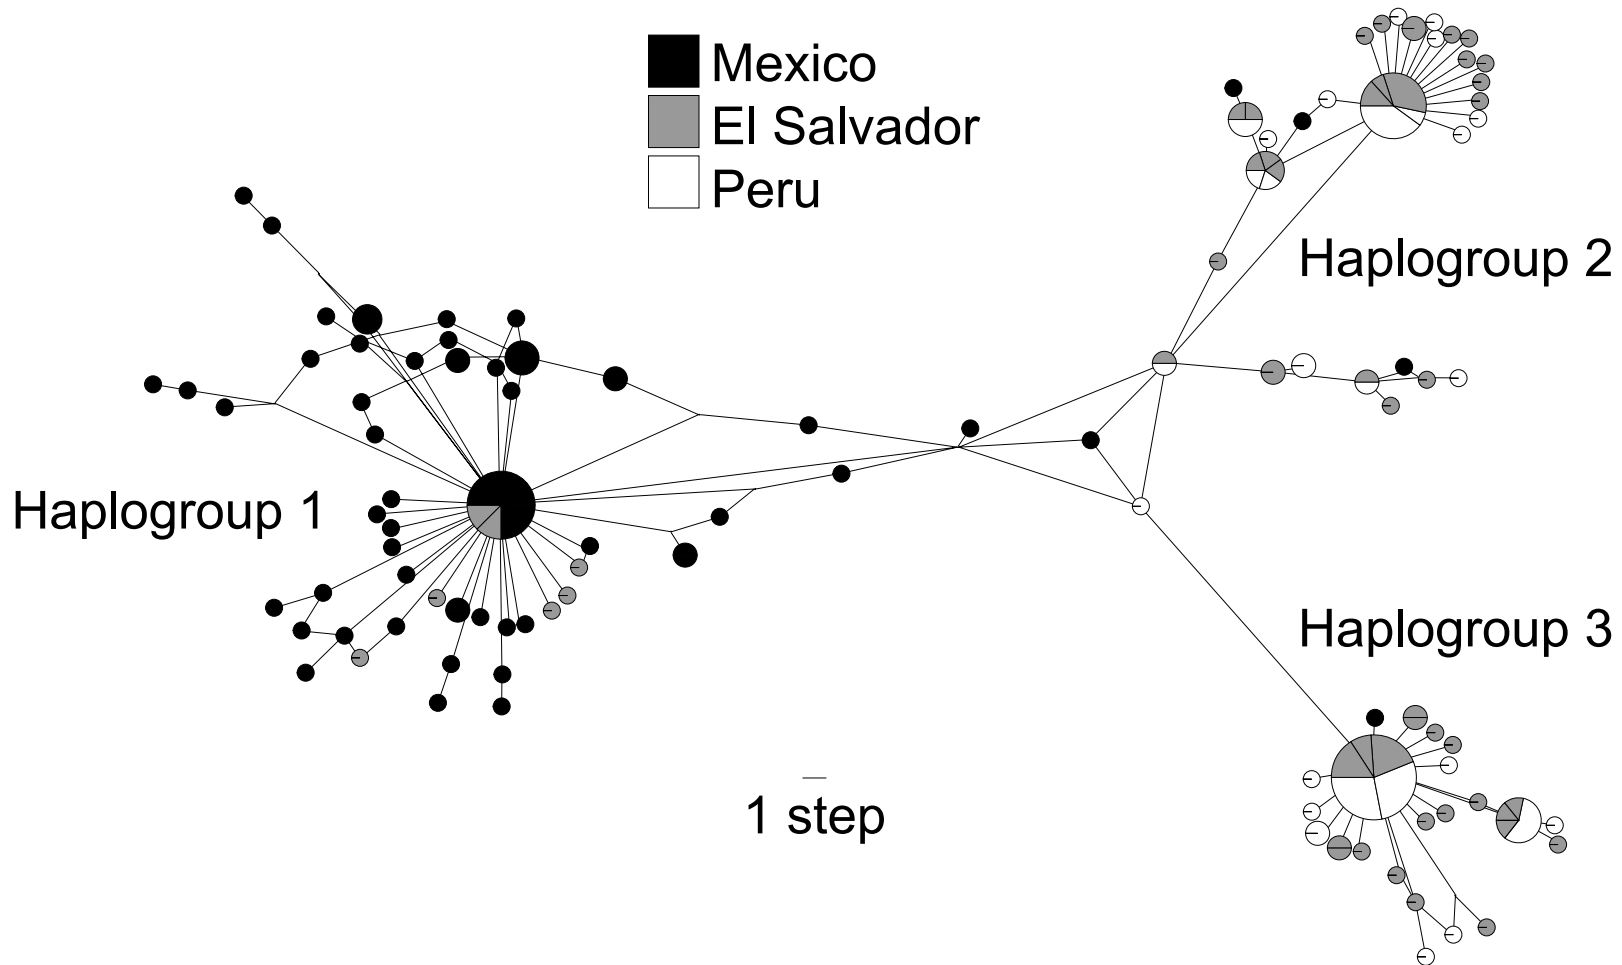 Mexico
El Salvador
Peru
Haplogroup 2
Haplogroup 1
Haplogroup 3
1 step